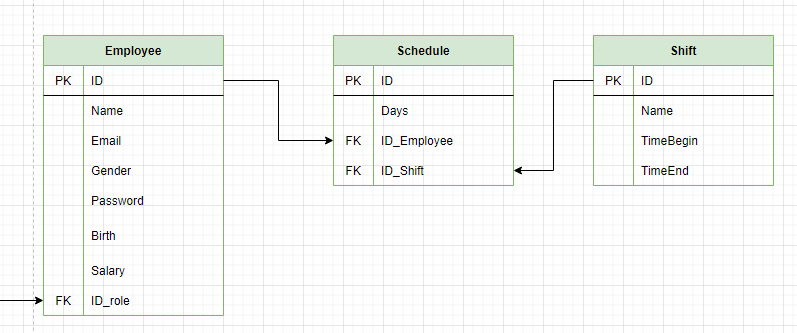 Employee
PK ID
Name
Email
Gender
Password
Birth
Salary
FK ID_role
Schedule
PK ID
Days
FK ID_Employee
FK ID_Shift
Shift
PK ID
Name
TimeBegin
TimeEnd